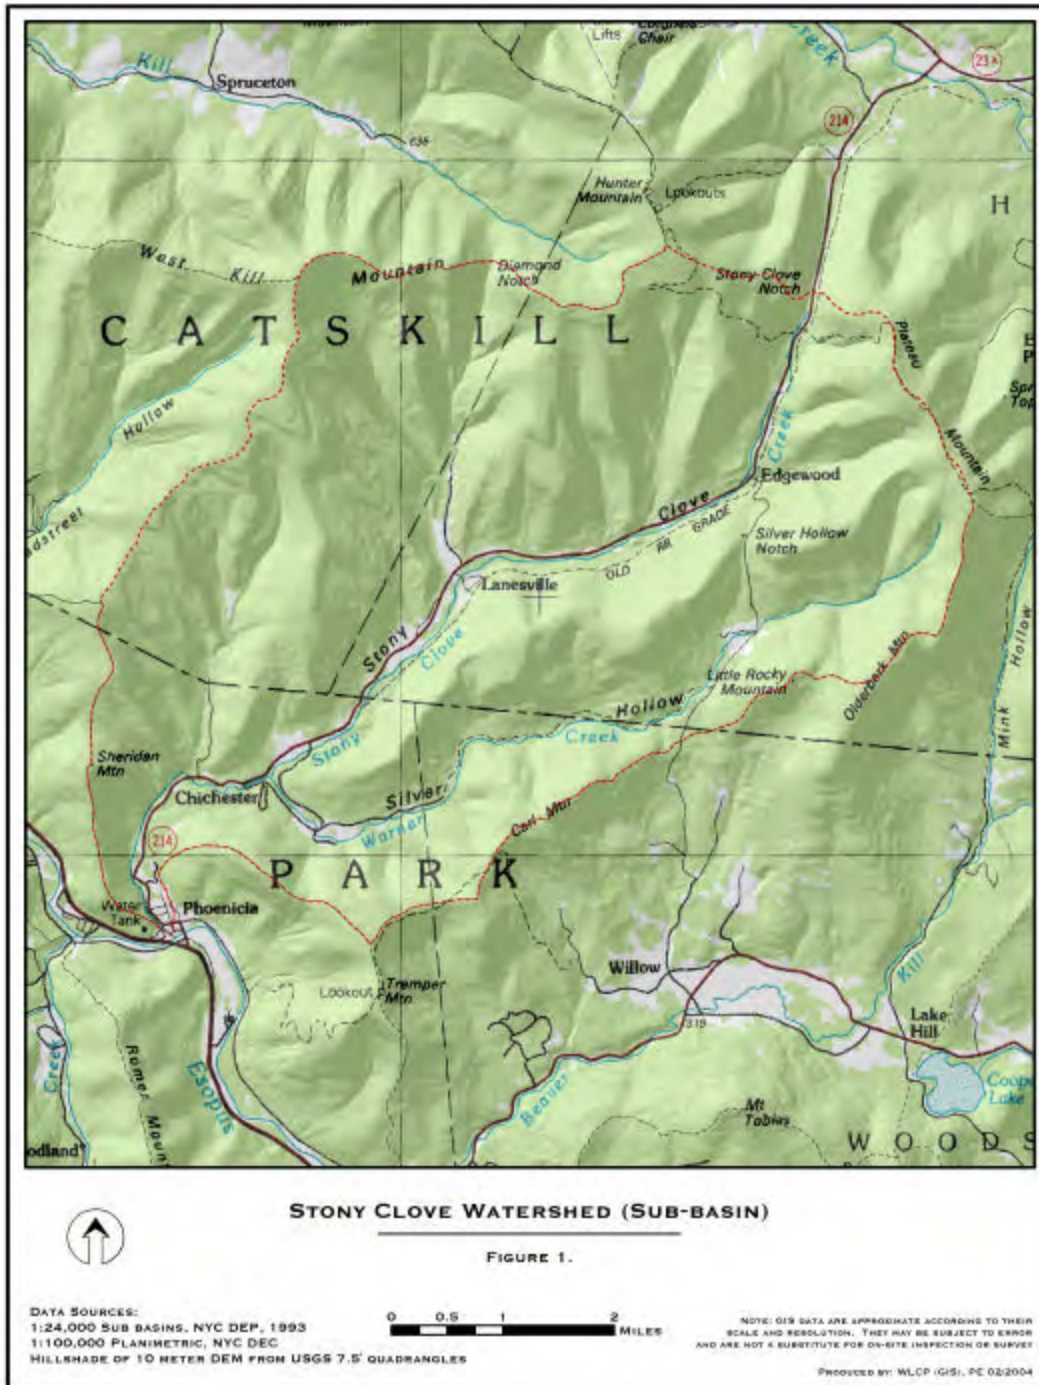 Kill
Spruceton
636
Lifts
Chair
Creek
23A
214
Hunter
Mountain
Lookouts
H
West Kill Mountain
Diamond
Notch
Stony Clove
Notch
CATSKILL
Plateau
Mountain
Hollow
Creek
Edgewood
Stony Clove
OLD RR GRADE
Silver Hollow
Notch
Lanesville
Stony Clove
Little Rocky
Mountain
Olderbark Mtn
Mink Hollow
Silver Hollow
Warner Creek
Sheridan
Mtn
Chichester
214
Carl Mtn
PARK
Water
Tank
Phoenicia
Lookout
Tremper
Mtn
Willow
319
Kill
Lake
Hill
Beaver
Mt
Tobias
Creek
Esopus
WOODS
STONY CLOVE WATERSHED (SUB-BASIN)
FIGURE 1.
DATA SOURCES:
1:24,000 SUB BASINS, NYC DEP, 1993
1:100,000 PLANIMETRIC, NYC DEC
HILLSHADE OF 10 METER DEM FROM USGS 7.5' QUADRANGLES
0 0.5 1 2
MILES
NOTE: GIS DATA ARE APPROXIMATE ACCORDING TO THEIR
SCALE AND RESOLUTION. THEY MAY BE SUBJECT TO ERROR
AND ARE NOT A SUBSTITUTE FOR ON-SITE INSPECTION OR SURVEY
PRODUCED BY: WLCP (GIS), PE 02/2004